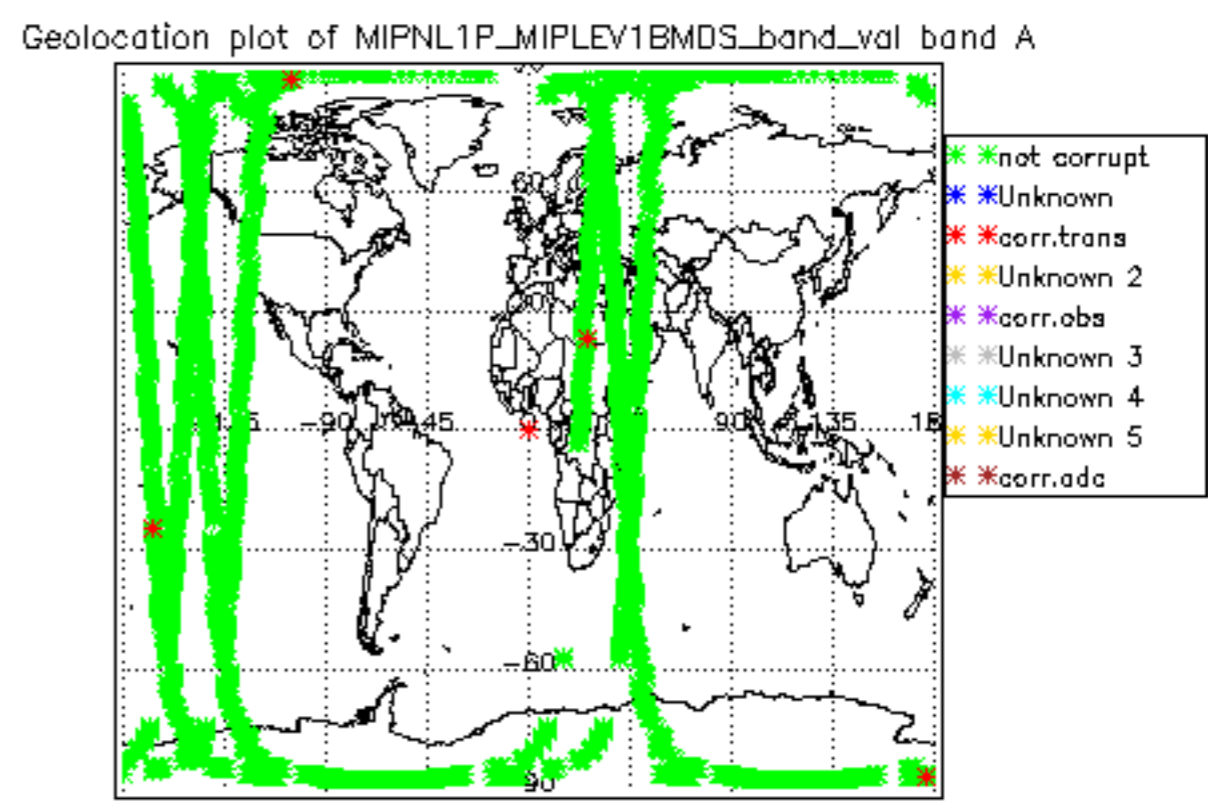 Geolocation plot of MIPNL1P_MIPLEV1BMDS_band_val band A
not corrupt
Unknown
corr.trans
Unknown 2
corr.obs
Unknown 3
Unknown 4
Unknown 5
corr.adc
60
-90
45
90
135
-30
-60
90